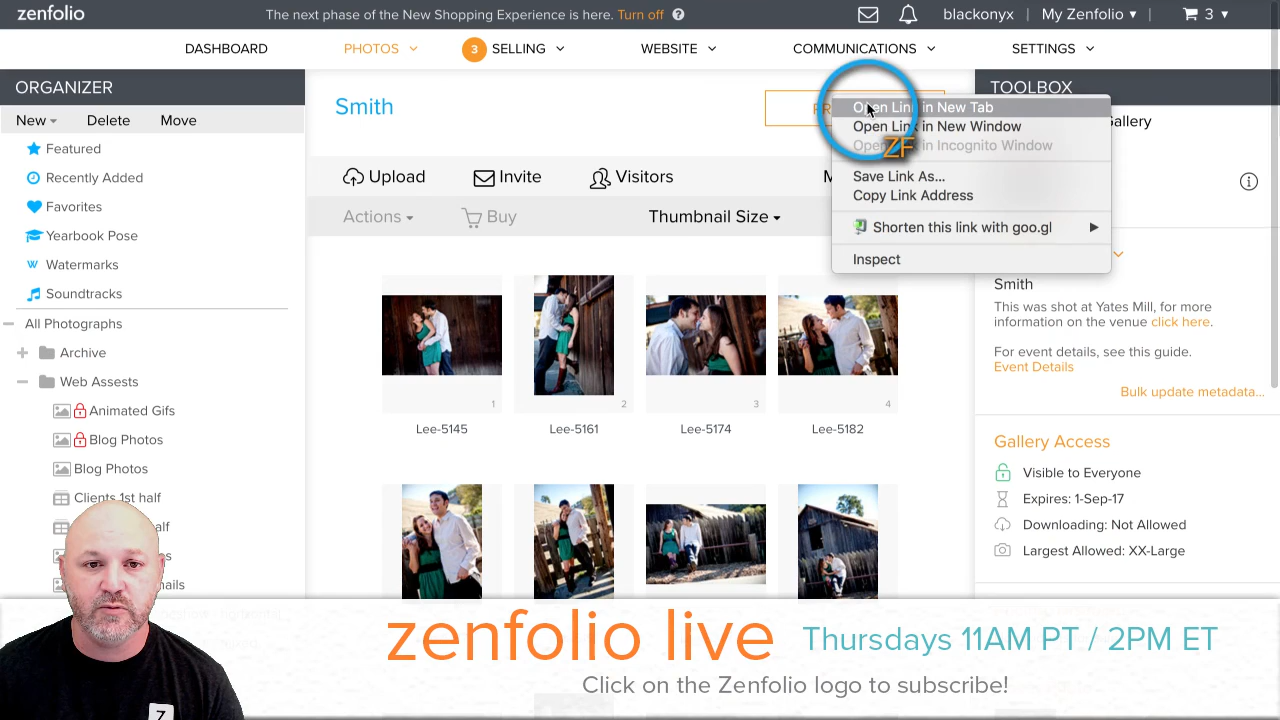 zenfolio
The next phase of the New Shopping Experience is here. Turn off ?
blackonyx | My Zenfolio ▾ | 3 ▾
DASHBOARD PHOTOS 3 SELLING WEBSITE COMMUNICATIONS SETTINGS
ORGANIZER
New Delete Move
Featured
Recently Added
Favorites
Yearbook Pose
Watermarks
Soundtracks
All Photographs
Archive
Web Assests
Animated Gifs
Blog Photos
Blog Photos
Clients 1st half
Smith
Upload Invite Visitors
Actions Buy Thumbnail Size
Open Link in New Tab
Open Link in New Window
Save Link As...
Copy Link Address
Shorten this link with goo.gl
Inspect
ZF
1
2
3
4
Lee-5145
Lee-5161
Lee-5174
Lee-5182
TOOLBOX
Smith
This was shot at Yates Mill, for more
information on the venue click here.
For event details, see this guide.
Event Details
Bulk update metadata...
Gallery Access
Visible to Everyone
Expires: 1-Sep-17
Downloading: Not Allowed
Largest Allowed: XX-Large
zenfolio live
Thursdays 11AM PT / 2PM ET
Click on the Zenfolio logo to subscribe!
Z